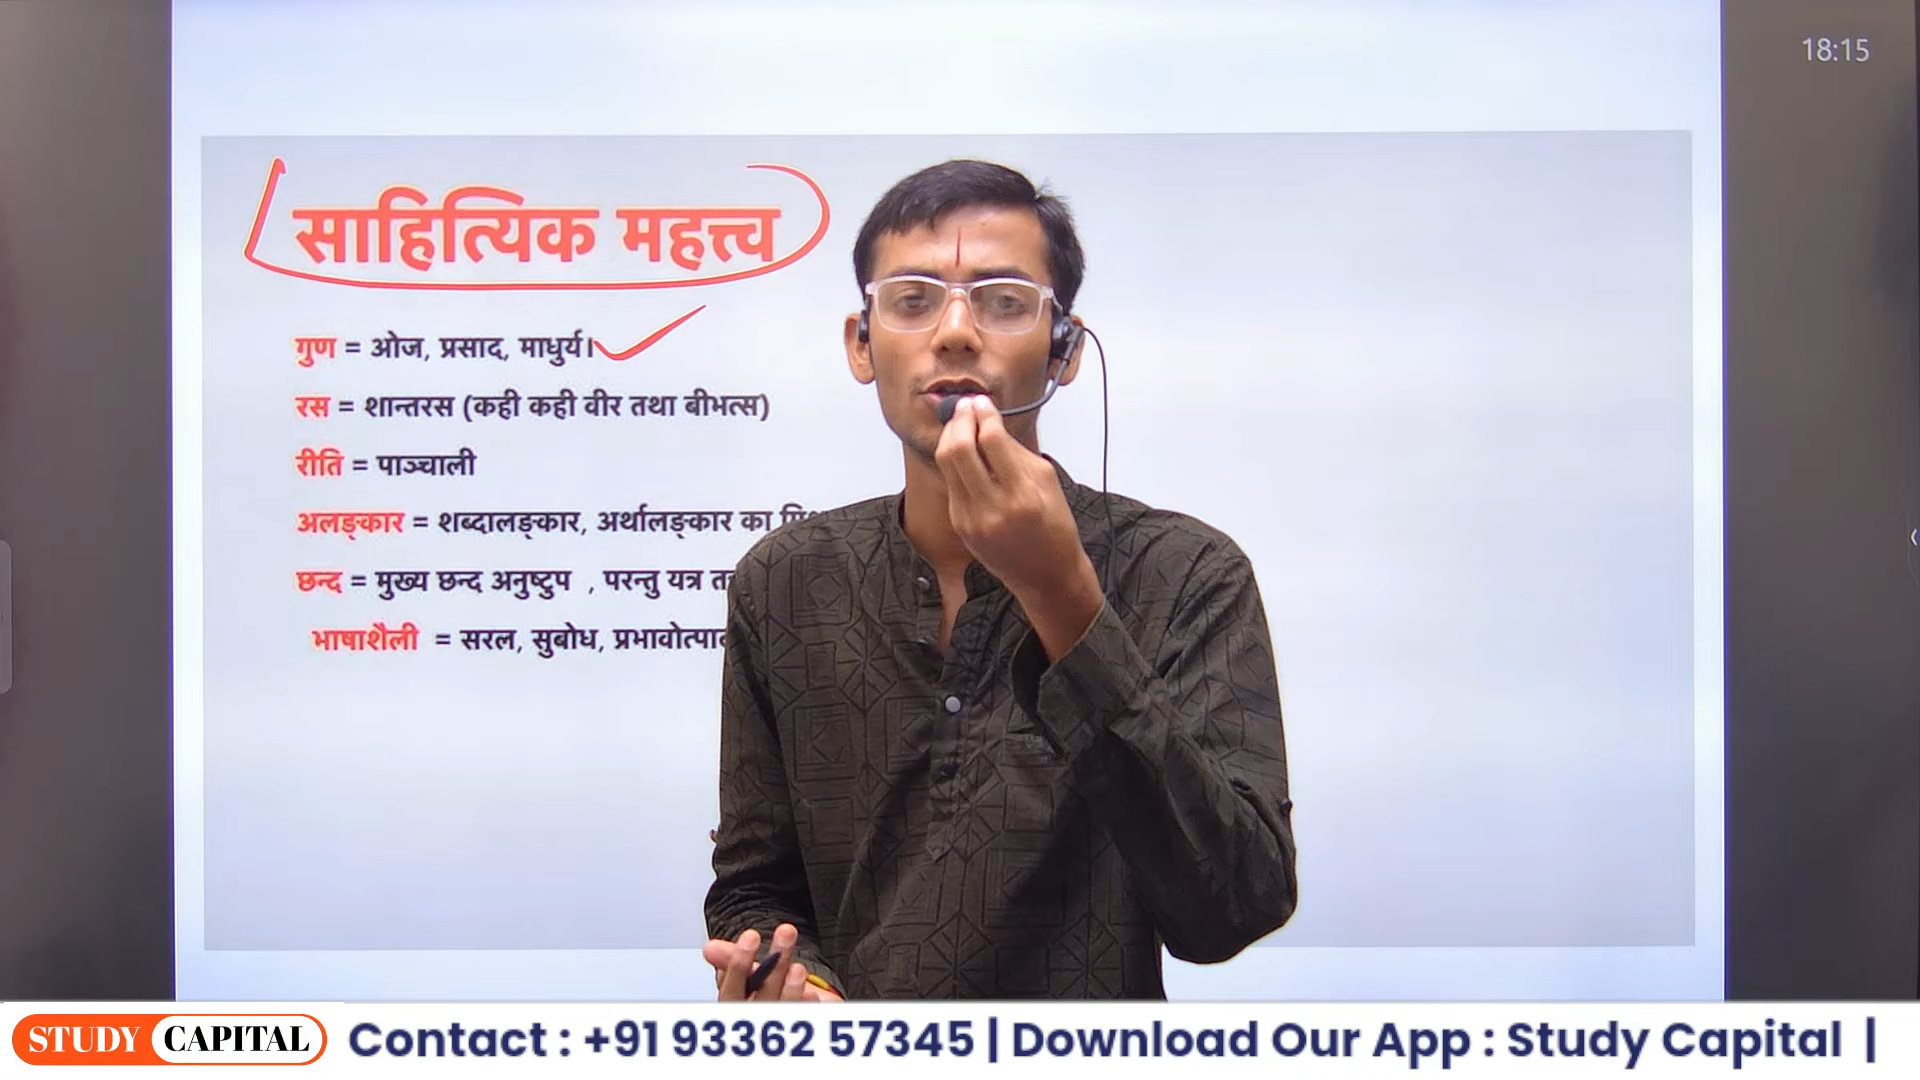 18:15
साहित्यिक महत्त्व
गुण = ओज, प्रसाद, माधुर्य।
रस = शान्तरस (कही कही वीर तथा बीभत्स)
रीति = पाञ्चाली
अलङ्कार = शब्दालङ्कार, अर्थालङ्कार का
छन्द = मुख्य छन्द अनुष्टुप , परन्तु यत्र
भाषाशैली = सरल, सुबोध,
STUDY CAPITAL Contact : +91 93362 57345 | Download Our App : Study Capital |